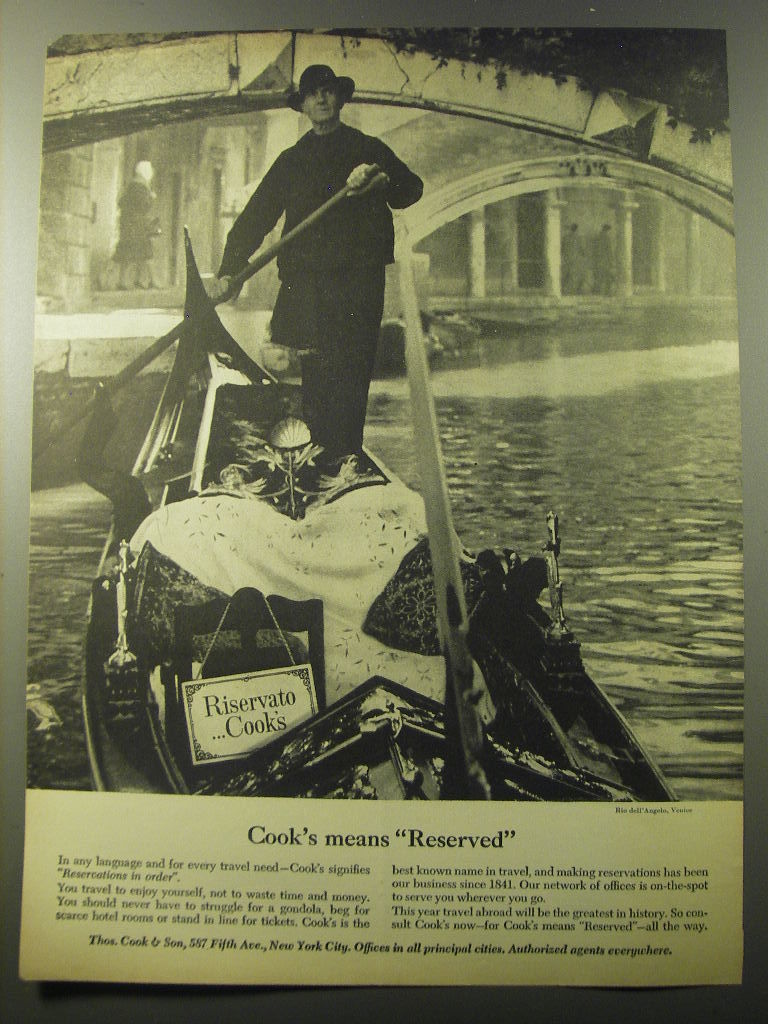 Riservato
...Cook's
Rio dell'Angelo, Venice
Cook's means "Reserved"
In any language and for every travel need—Cook's signifies
"Reservations in order".
You travel to enjoy yourself, not to waste time and money.
You should never have to struggle for a gondola, beg for
scarce hotel rooms or stand in line for tickets. Cook's is the
best known name in travel, and making reservations has been
our business since 1841. Our network of offices is on-the-spot
to serve you wherever you go.
This year travel abroad will be the greatest in history. So con-
sult Cook's now—for Cook's means "Reserved"—all the way.
Thos. Cook & Son, 587 Fifth Ave., New York City. Offices in all principal cities. Authorized agents everywhere.